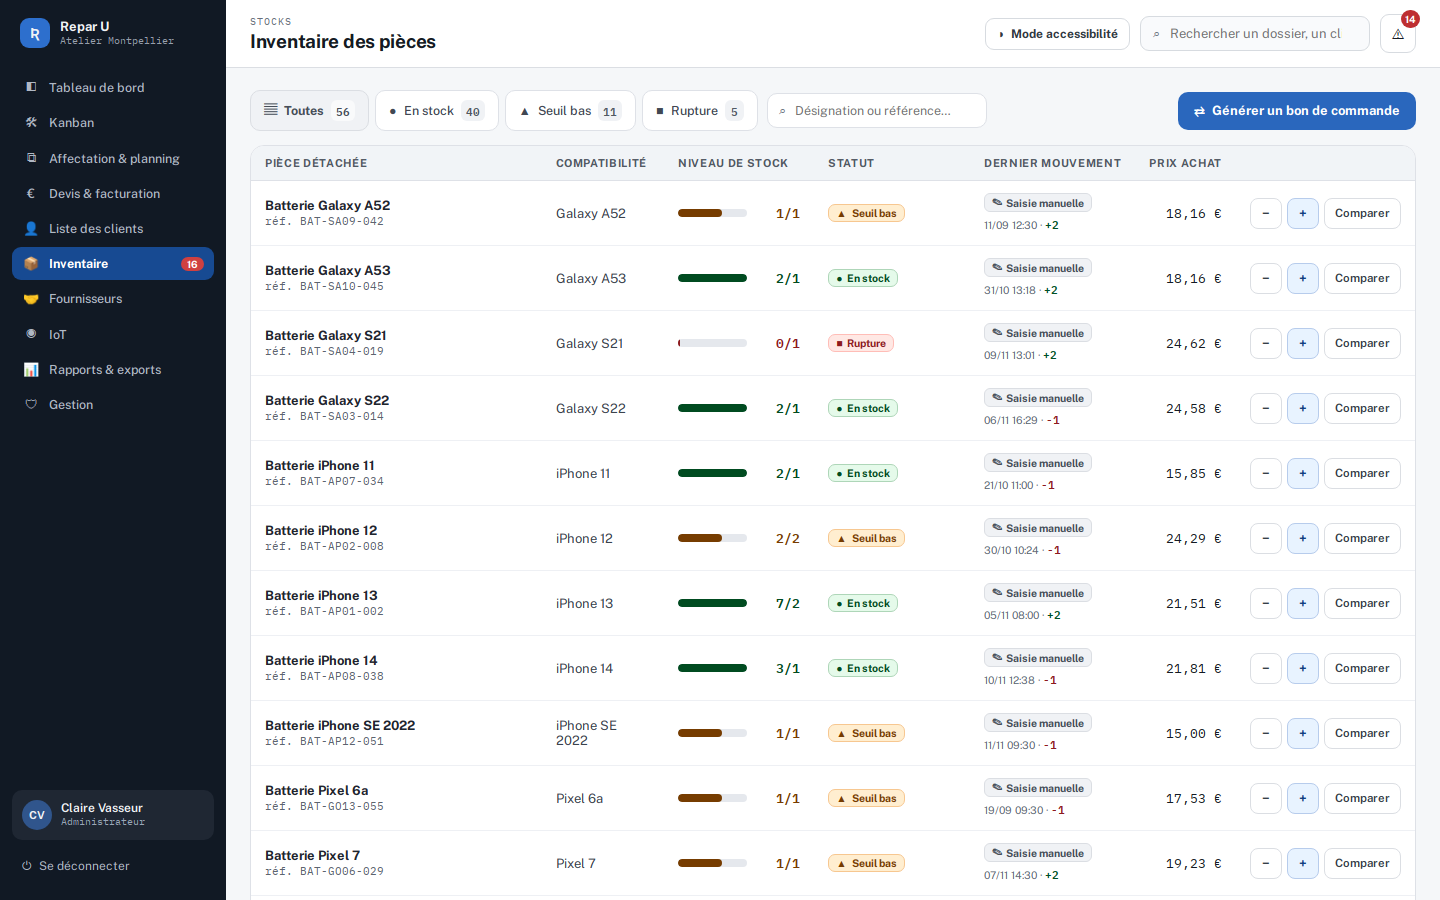 Repar U
Atelier Montpellier
Tableau de bord
Kanban
Affectation & planning
€ Devis & facturation
Liste des clients
Inventaire 16
Fournisseurs
IoT
Rapports & exports
Gestion
CV Claire Vasseur
Administrateur
Se déconnecter
STOCKS
Inventaire des pièces
Mode accessibilité
Rechercher un dossier, un cl
14
Toutes 56
En stock 40
Seuil bas 11
Rupture 5
Désignation ou référence...
Générer un bon de commande
PIÈCE DÉTACHÉE COMPATIBILITÉ NIVEAU DE STOCK STATUT DERNIER MOUVEMENT PRIX ACHAT
Batterie Galaxy A52
réf. BAT-SA09-042
Galaxy A52 1/1 Seuil bas
Saisie manuelle
11/09 12:30 · +2
18,16 € − + Comparer
Batterie Galaxy A53
réf. BAT-SA10-045
Galaxy A53 2/1 En stock
Saisie manuelle
31/10 13:18 · +2
18,16 € − + Comparer
Batterie Galaxy S21
réf. BAT-SA04-019
Galaxy S21 0/1 Rupture
Saisie manuelle
09/11 13:01 · +2
24,62 € − + Comparer
Batterie Galaxy S22
réf. BAT-SA03-014
Galaxy S22 2/1 En stock
Saisie manuelle
06/11 16:29 · -1
24,58 € − + Comparer
Batterie iPhone 11
réf. BAT-AP07-034
iPhone 11 2/1 En stock
Saisie manuelle
21/10 11:00 · -1
15,85 € − + Comparer
Batterie iPhone 12
réf. BAT-AP02-008
iPhone 12 2/2 Seuil bas
Saisie manuelle
30/10 10:24 · -1
24,29 € − + Comparer
Batterie iPhone 13
réf. BAT-AP01-002
iPhone 13 7/2 En stock
Saisie manuelle
05/11 08:00 · +2
21,51 € − + Comparer
Batterie iPhone 14
réf. BAT-AP08-038
iPhone 14 3/1 En stock
Saisie manuelle
10/11 12:38 · -1
21,81 € − + Comparer
Batterie iPhone SE 2022
réf. BAT-AP12-051
iPhone SE
2022
1/1 Seuil bas
Saisie manuelle
11/11 09:30 · -1
15,00 € − + Comparer
Batterie Pixel 6a
réf. BAT-GO13-055
Pixel 6a 1/1 Seuil bas
Saisie manuelle
19/09 09:30 · -1
17,53 € − + Comparer
Batterie Pixel 7
réf. BAT-GO06-029
Pixel 7 1/1 Seuil bas
Saisie manuelle
07/11 14:30 · +2
19,23 € − + Comparer